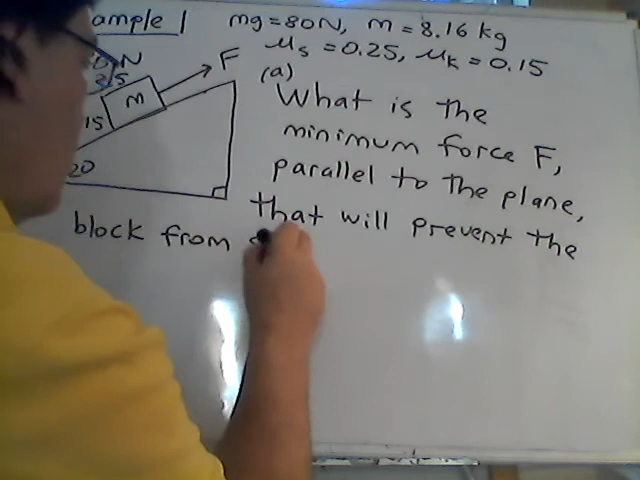 ample 1
mg = 80N, m = 8.16 kg
μs = 0.25, μk = 0.15
N
F
m
15
20
(a)
What is the
minimum force F,
parallel to the plane,
that will prevent the
block from